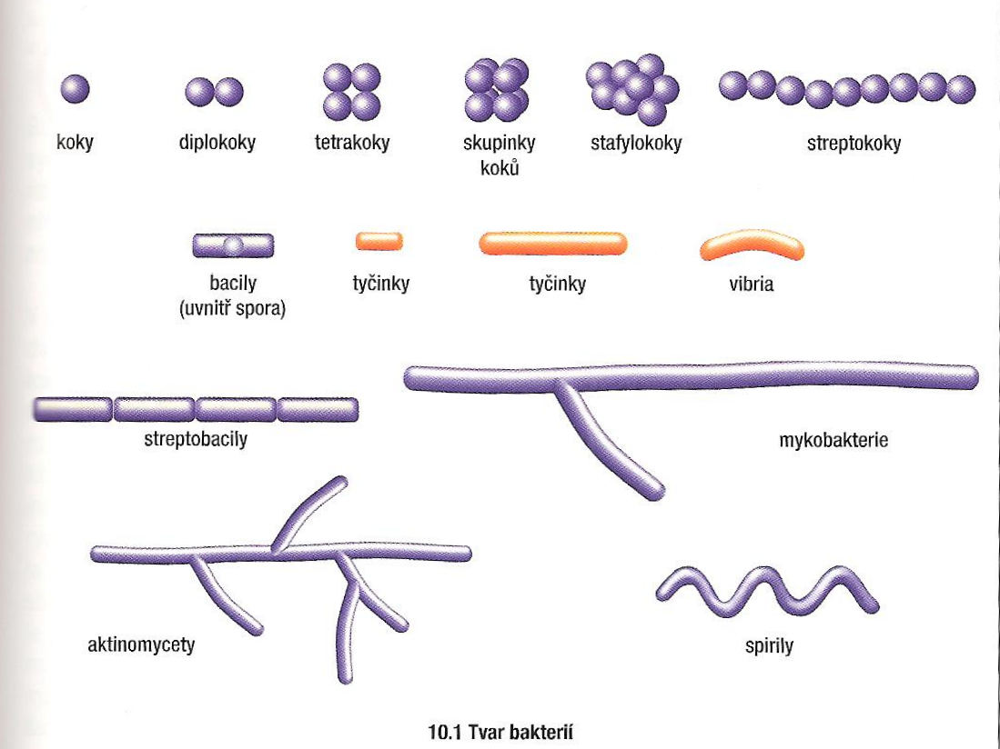 koky
diplokoky
tetrakoky
skupinky
koků
stafylokoky
streptokoky
bacily
(uvnitř spora)
tyčinky
tyčinky
vibria
streptobacily
mykobakterie
aktinomycety
spirily
10.1 Tvar bakterií